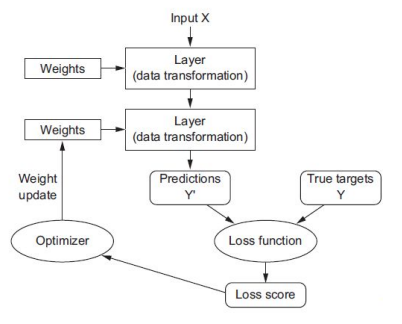 Input X
Layer
(data transformation)
Weights
Layer
(data transformation)
Weights
Weight
update
Predictions
Y'
True targets
Y
Optimizer
Loss function
Loss score